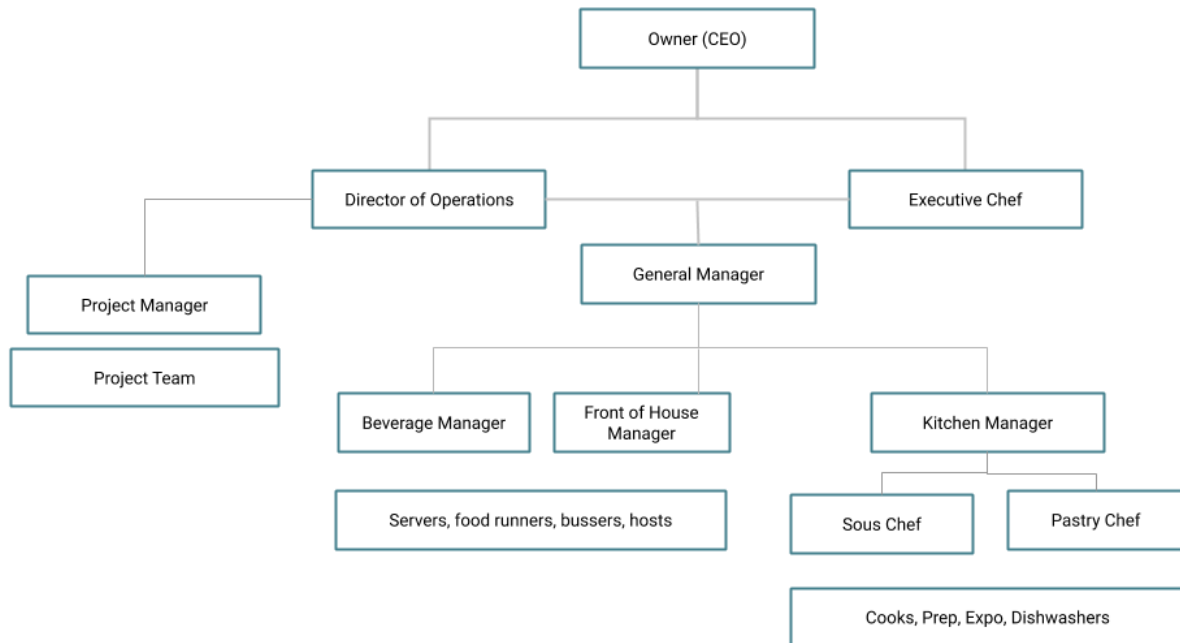 Owner (CEO)
Director of Operations
Executive Chef
General Manager
Project Manager
Project Team
Beverage Manager
Front of House
Manager
Kitchen Manager
Servers, food runners, bussers, hosts
Sous Chef
Pastry Chef
Cooks, Prep, Expo, Dishwashers